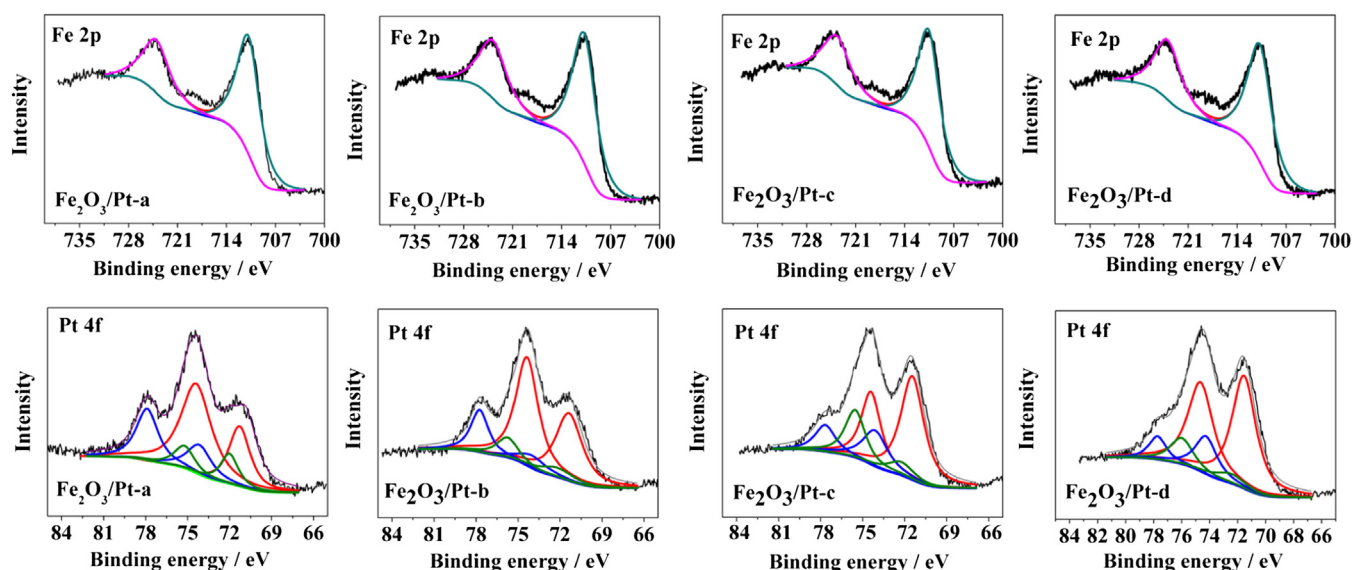 Fe 2p
Intensity
Fe₂O₃/Pt-a
735 728 721 714 707 700
Binding energy / eV
Fe 2p
Intensity
Fe₂O₃/Pt-b
735 728 721 714 707 700
Binding energy / eV
Fe 2p
Intensity
Fe₂O₃/Pt-c
735 728 721 714 707 700
Binding energy / eV
Fe 2p
Intensity
Fe₂O₃/Pt-d
735 728 721 714 707 700
Binding energy / eV
Pt 4f
Intensity
Fe₂O₃/Pt-a
84 81 78 75 72 69 66
Binding energy / eV
Pt 4f
Intensity
Fe₂O₃/Pt-b
84 81 78 75 72 69 66
Binding energy / eV
Pt 4f
Intensity
Fe₂O₃/Pt-c
84 81 78 75 72 69 66
Binding energy / eV
Pt 4f
Intensity
Fe₂O₃/Pt-d
84 82 80 78 76 74 72 70 68 66
Binding energy / eV